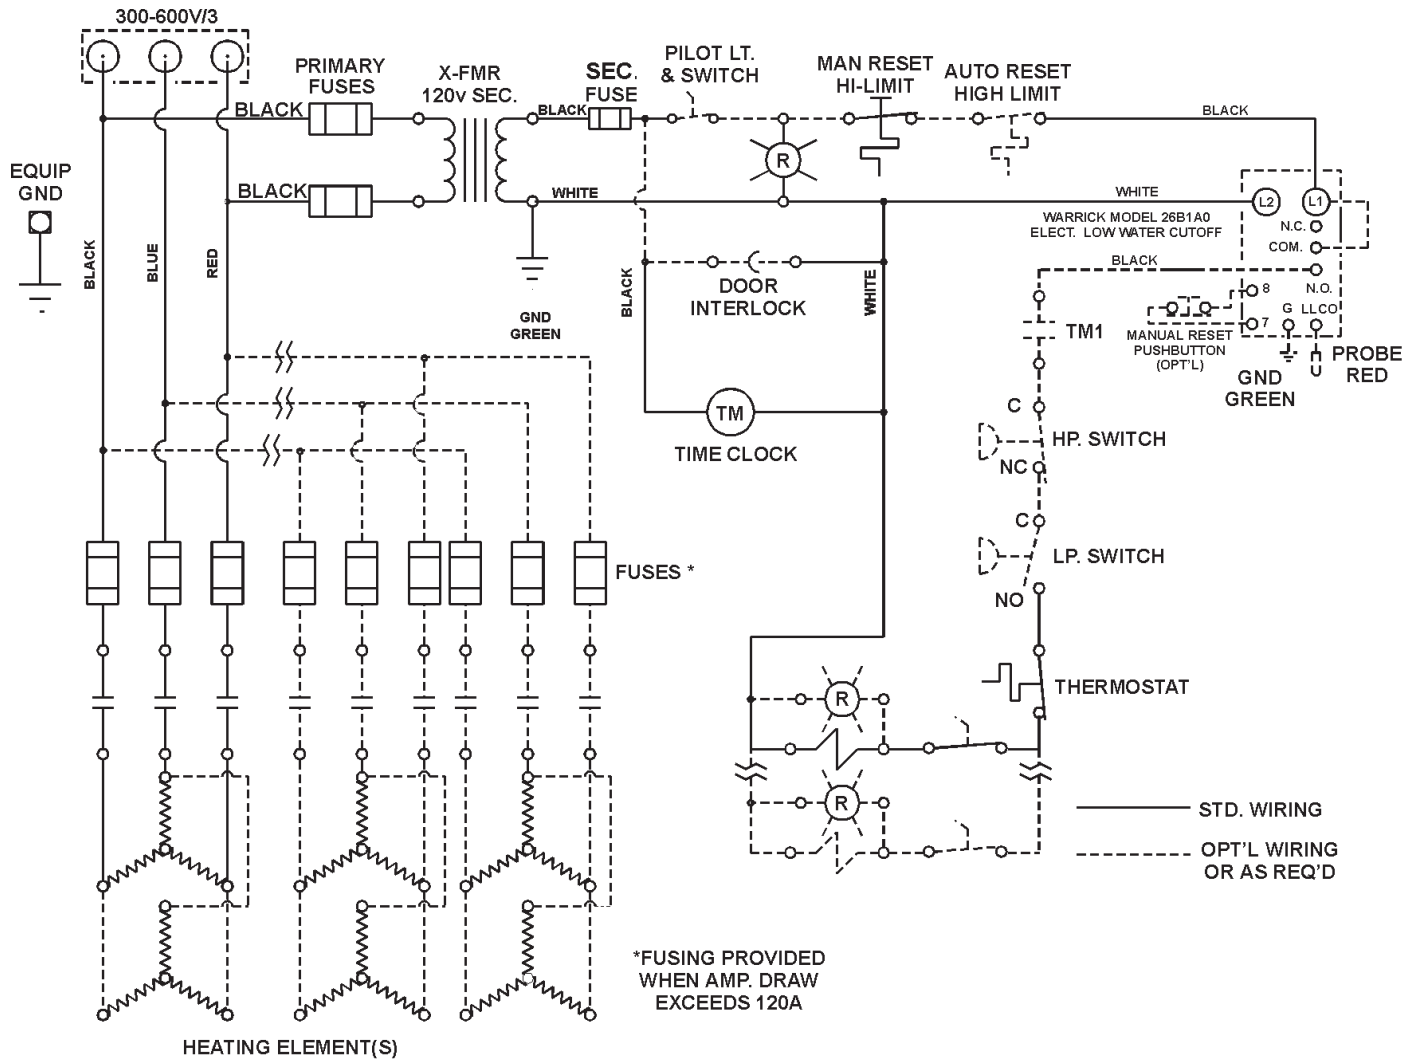 300-600V/3
PRIMARY
FUSES
X-FMR
120v SEC.
SEC.
FUSE
PILOT LT.
& SWITCH
MAN RESET
HI-LIMIT
AUTO RESET
HIGH LIMIT
BLACK
BLACK
BLACK
R
EQUIP
GND
BLACK
WHITE
WHITE
L2
L1
WARRICK MODEL 26B1A0
ELECT. LOW WATER CUTOFF
N.C.
COM.
BLACK
BLUE
RED
BLACK
N.O.
8
7
G
LLCO
DOOR
INTERLOCK
BLACK
WHITE
GND
GREEN
TM1
MANUAL RESET
PUSHBUTTON
(OPT'L)
GND
GREEN
PROBE
RED
TM
TIME CLOCK
C
HP. SWITCH
NC
C
LP. SWITCH
NO
FUSES *
THERMOSTAT
R
R
STD. WIRING
OPT'L WIRING
OR AS REQ'D
*FUSING PROVIDED
WHEN AMP. DRAW
EXCEEDS 120A
HEATING ELEMENT(S)